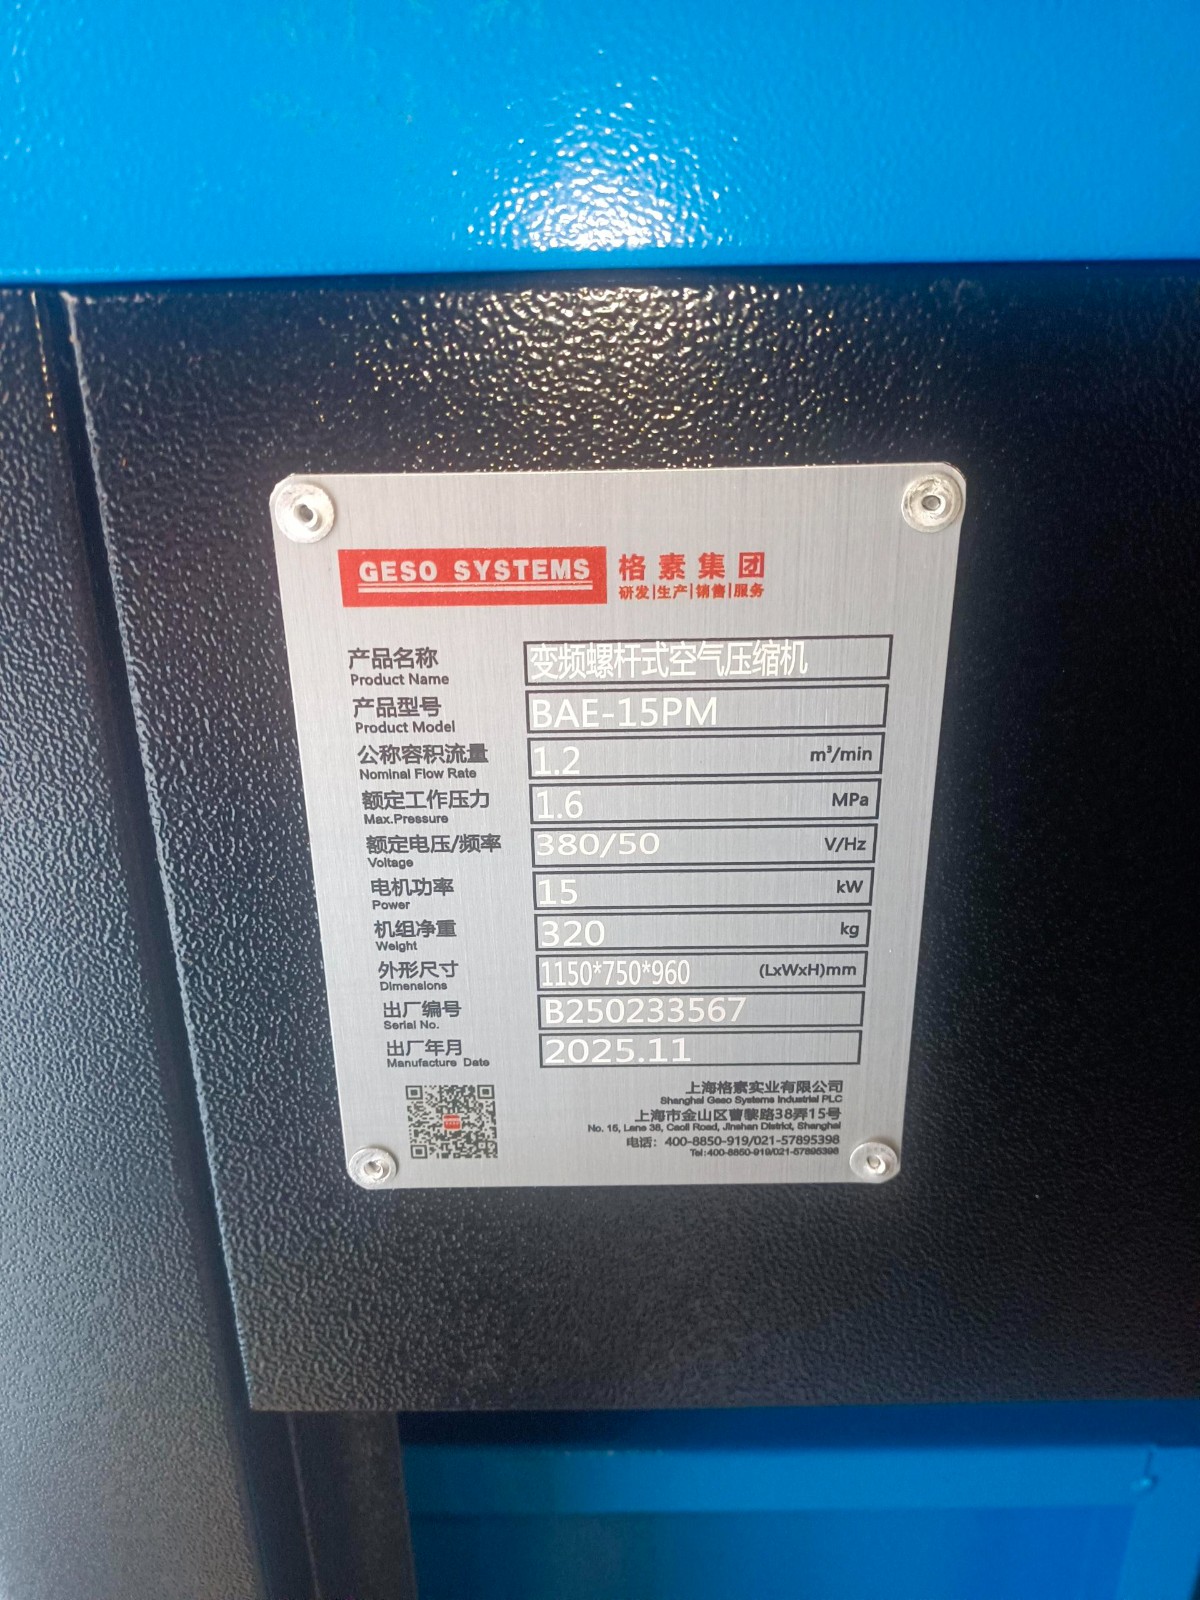 GESO SYSTEMS 格素集团
研发|生产|销售|服务
产品名称 变频螺杆式空气压缩机
Product Name
产品型号 BAE-15PM
Product Model
公称容积流量 1.2 m³/min
Nominal Flow Rate
额定工作压力 1.6 MPa
Max.Pressure
额定电压/频率 380/50 V/Hz
Voltage
电机功率 15 kW
Power
机组净重 320 kg
Weight
外形尺寸 1150*750*960 (LxWxH)mm
Dimensions
出厂编号 B250233567
Serial No.
出厂年月 2025.11
Manufacture Date
上海格素实业有限公司
Shanghai Geso Systems Industrial PLC
上海市金山区曹黎路38弄15号
No. 15, Lane 38, Caoli Road, Jinshan District, Shanghai
电话：400-8850-919/021-57895398
Tel:400-8850-919/021-57895398